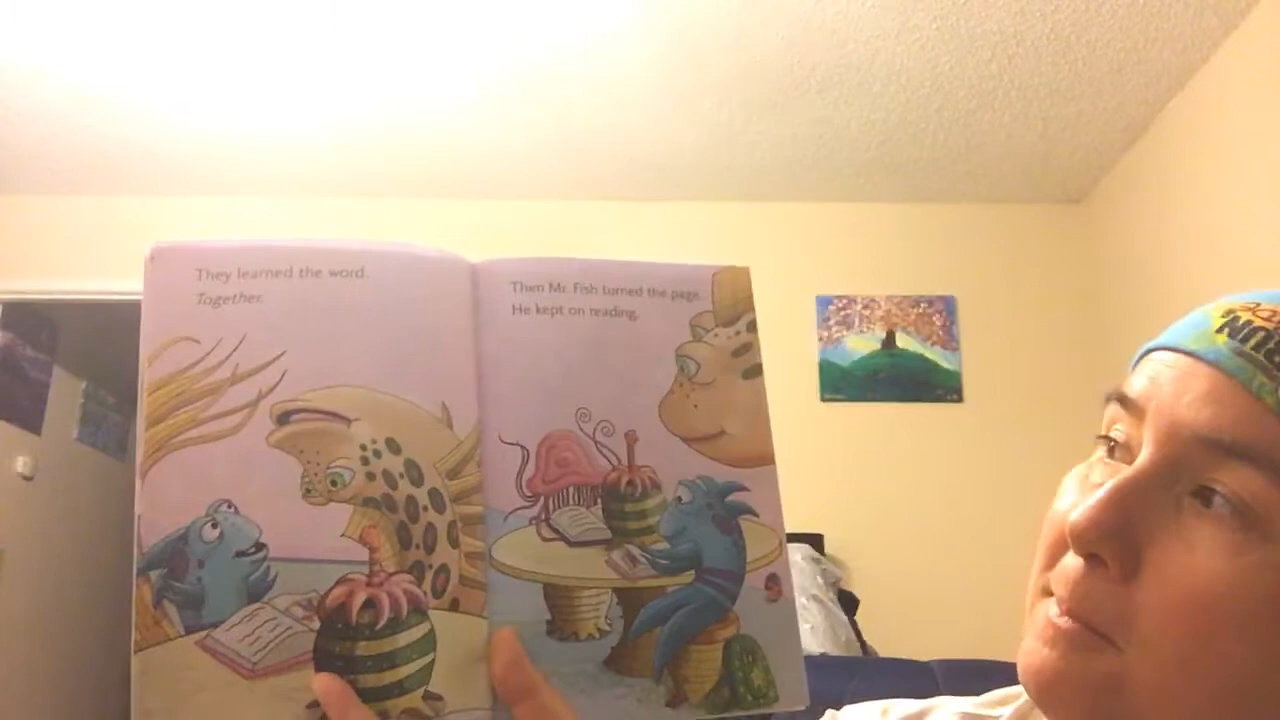 They learned the word.
Together.
Then Mr. Fish turned the page.
He kept on reading.